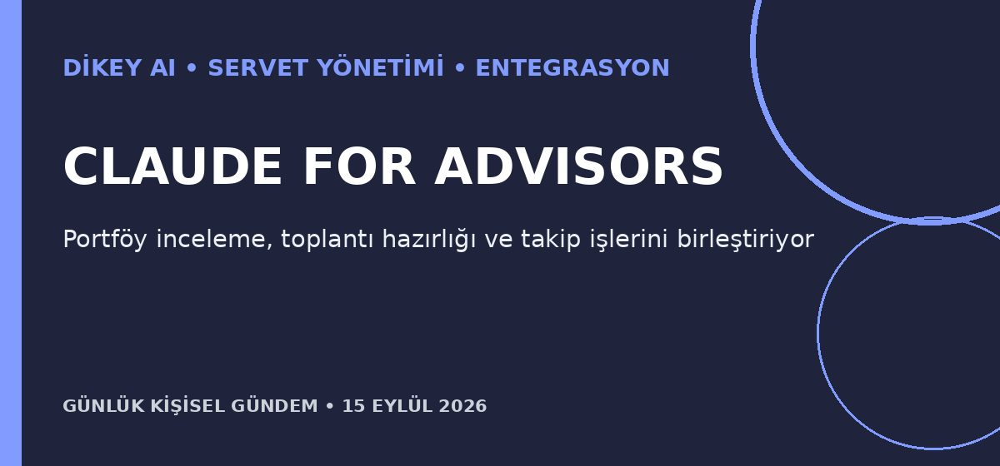 DİKEY AI • SERVET YÖNETİMİ • ENTEGRASYON
CLAUDE FOR ADVISORS
Portföy inceleme, toplantı hazırlığı ve takip işlerini birleştiriyor
GÜNLÜK KİŞİSEL GÜNDEM • 15 EYLÜL 2026